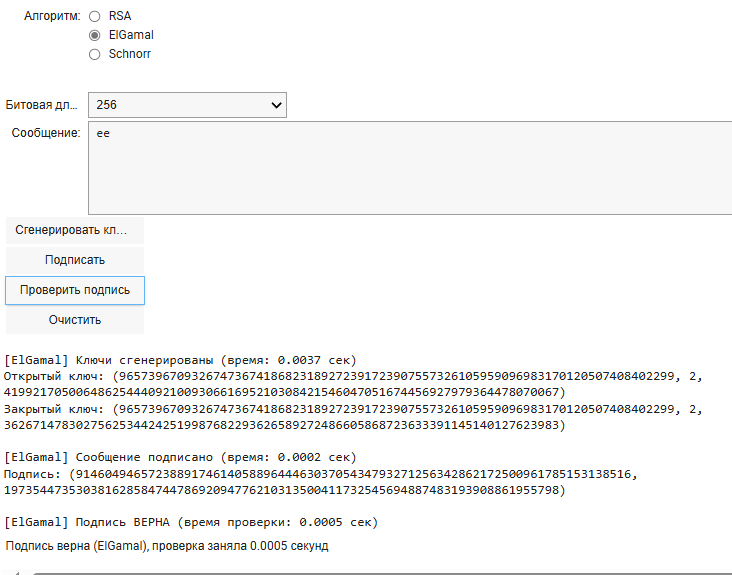 Алгоритм:
RSA
ElGamal
Schnorr
Битовая дл...
256
Сообщение:
ee
Сгенерировать кл...
Подписать
Проверить подпись
Очистить
[ElGamal] Ключи сгенерированы (время: 0.0037 сек)
Открытый ключ: (96573967093267473674186823189272391723907557326105959096983170120507408402299, 2,
41992170500648625444092100930661695210308421546047051674456927979364478070067)
Закрытый ключ: (96573967093267473674186823189272391723907557326105959096983170120507408402299, 2,
36267147830275625344242519987682293626589272486605868723633391145140127623983)
[ElGamal] Сообщение подписано (время: 0.0002 сек)
Подпись: (91460494657238891746140588964446303705434793271256342862172500961785153138516,
19735447353038162858474478692094776210313500411732545694887483193908861955798)
[ElGamal] Подпись ВЕРНА (время проверки: 0.0005 сек)
Подпись верна (ElGamal), проверка заняла 0.0005 секунд